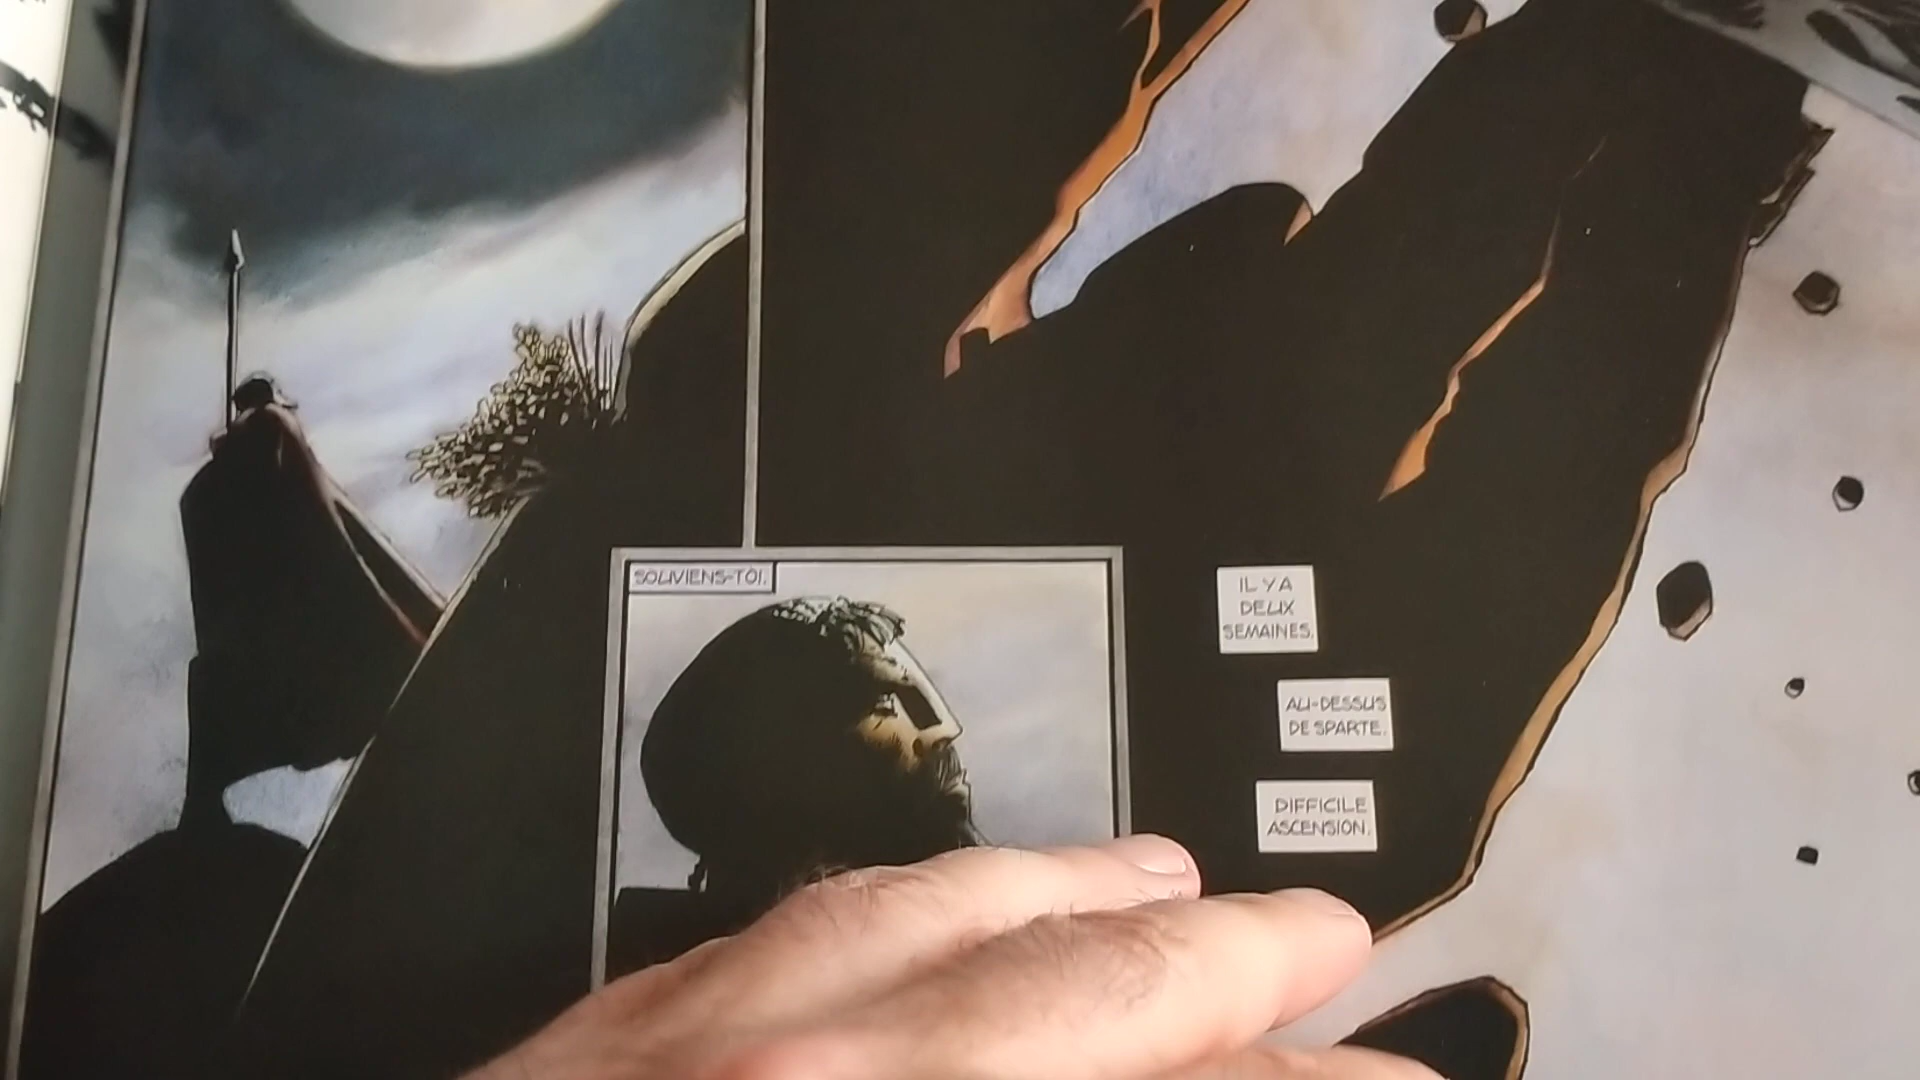 SOUVIENS-TOI.
IL Y A
DEUX
SEMAINES.
AU-DESSUS
DE SPARTE.
DIFFICILE
ASCENSION.